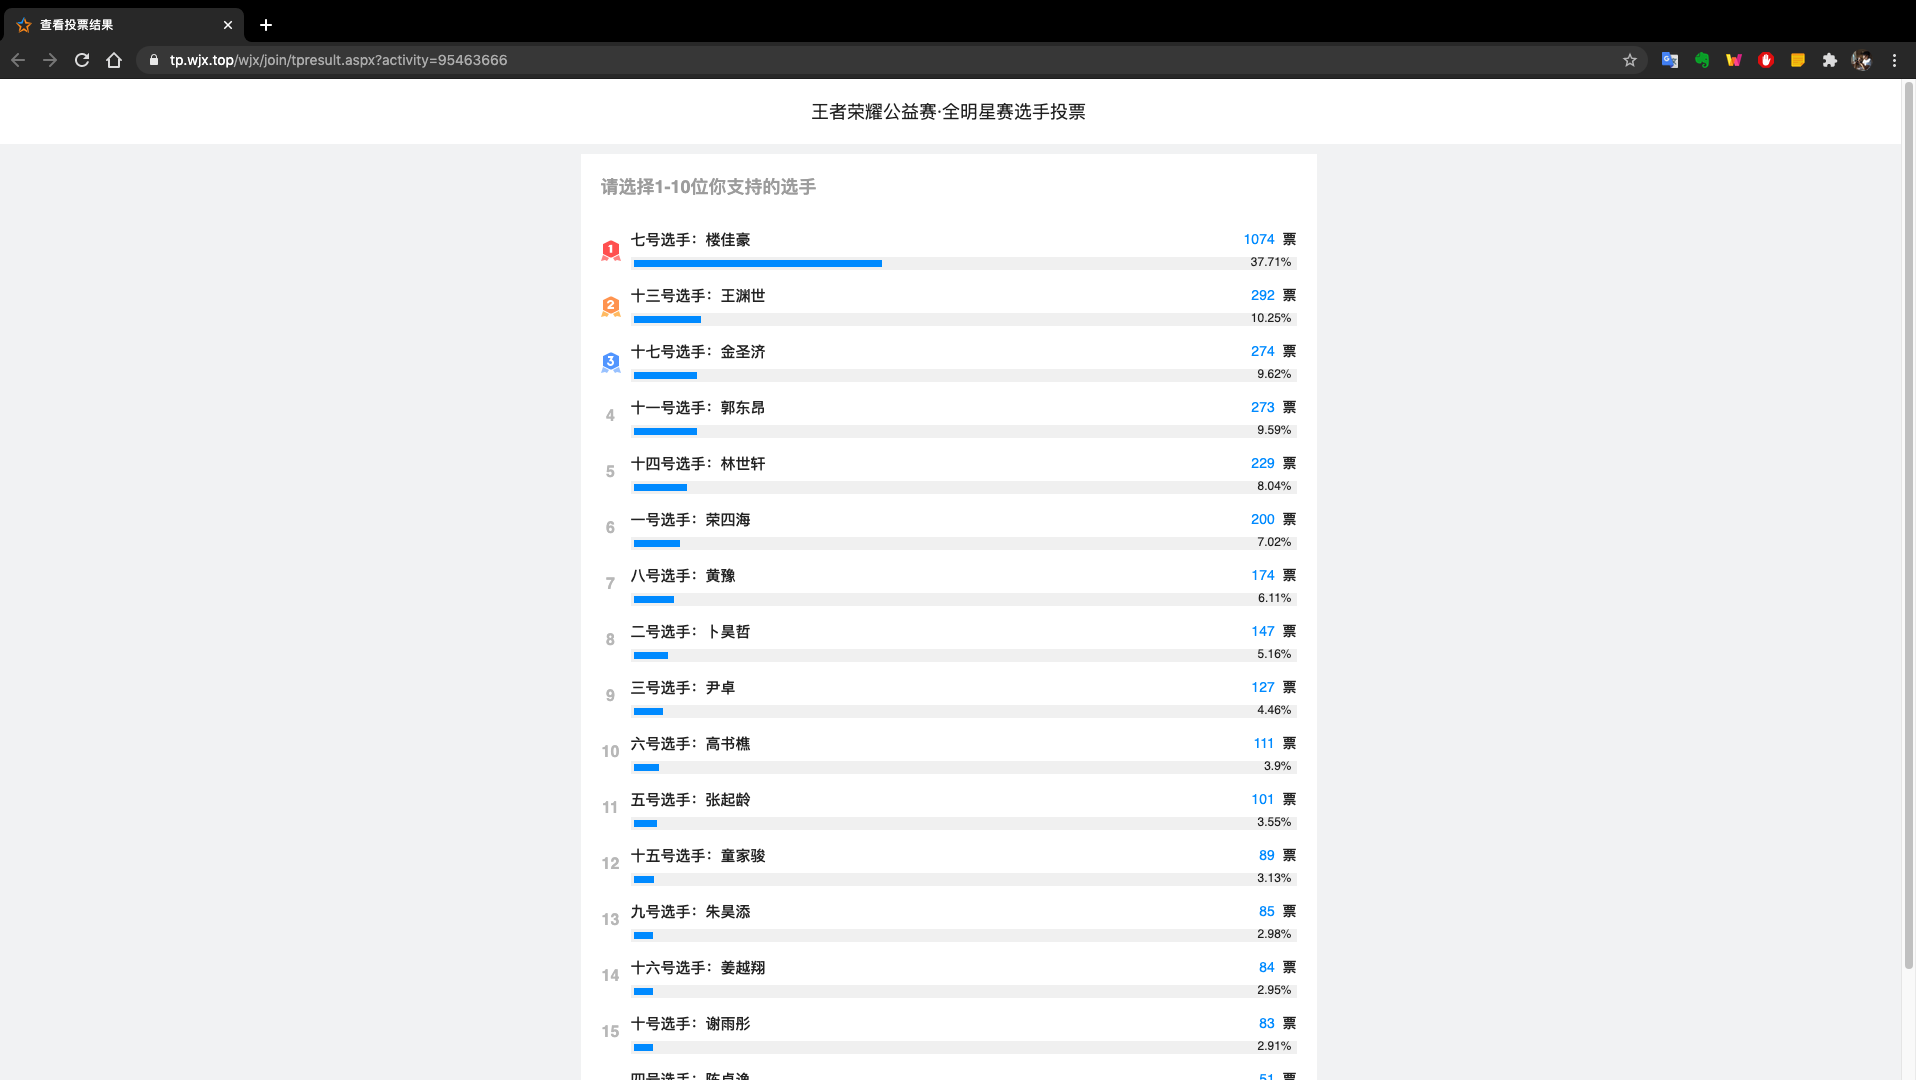 查看投票结果
tp.wjx.top/wjx/join/tpresult.aspx?activity=95463666
王者荣耀公益赛·全明星赛选手投票
请选择1-10位你支持的选手
1 七号选手：楼佳豪 1074 票
37.71%
2 十三号选手：王渊世 292 票
10.25%
3 十七号选手：金圣济 274 票
9.62%
4 十一号选手：郭东昂 273 票
9.59%
5 十四号选手：林世轩 229 票
8.04%
6 一号选手：荣四海 200 票
7.02%
7 八号选手：黄豫 174 票
6.11%
8 二号选手：卜昊哲 147 票
5.16%
9 三号选手：尹卓 127 票
4.46%
10 六号选手：高书樵 111 票
3.9%
11 五号选手：张起龄 101 票
3.55%
12 十五号选手：童家骏 89 票
3.13%
13 九号选手：朱昊添 85 票
2.98%
14 十六号选手：姜越翔 84 票
2.95%
15 十号选手：谢雨彤 83 票
2.91%
四号选手： 51 票